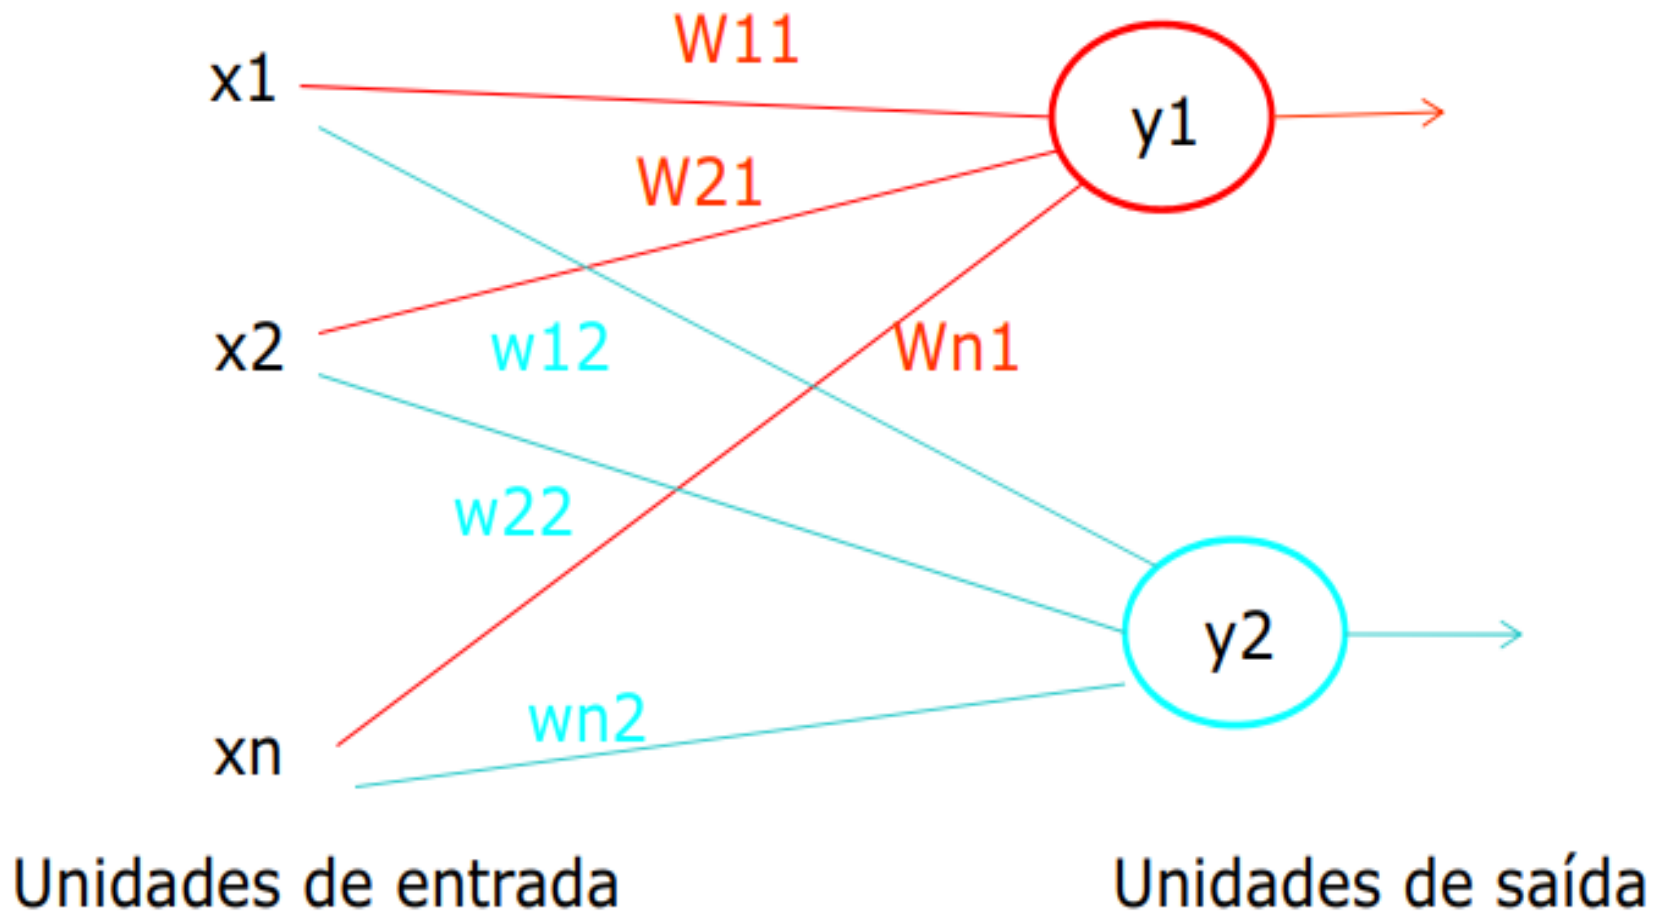 W11
x1
y1
W21
x2
w12
Wn1
w22
y2
wn2
xn
Unidades de entrada
Unidades de saída